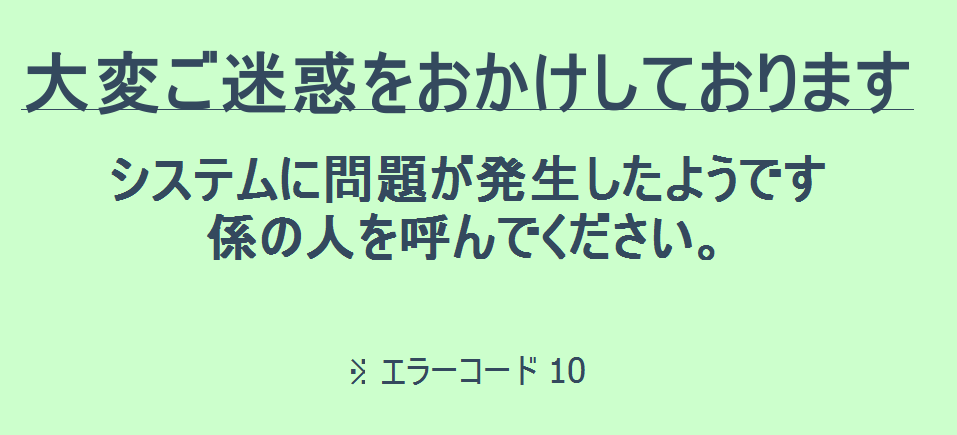 大変ご迷惑をおかけしております
システムに問題が発生したようです
係の人を呼んでください。
※ エラーコード 10